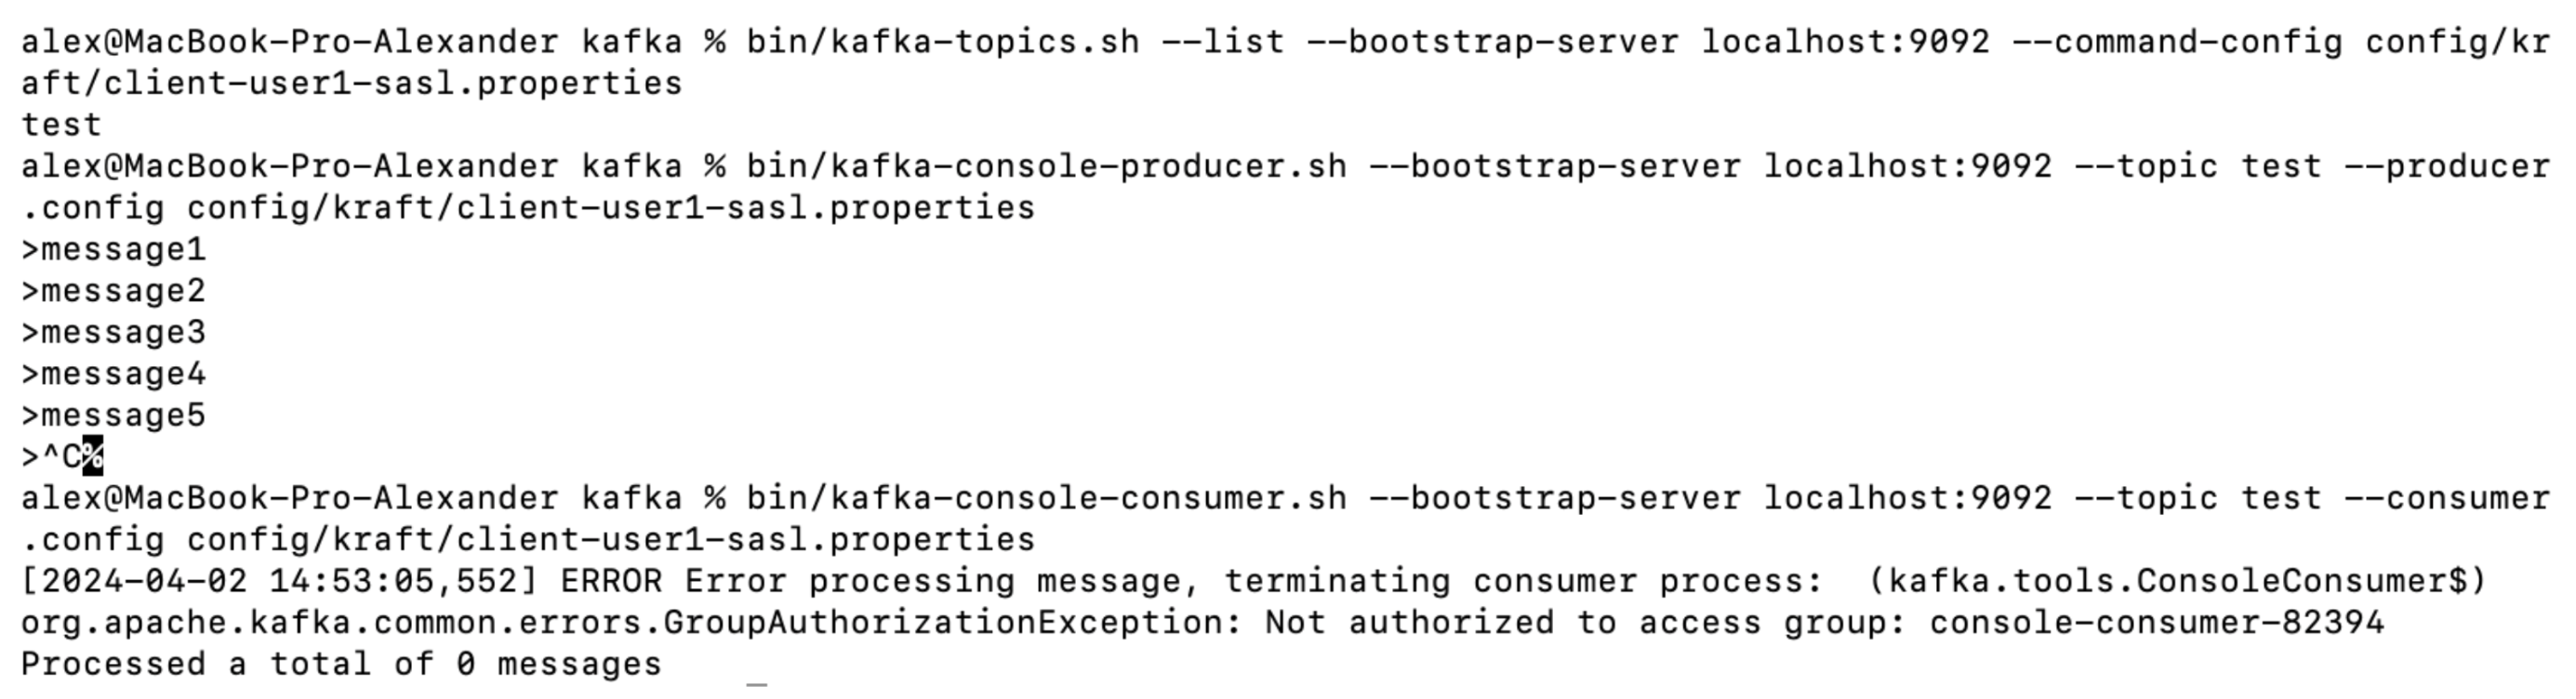 alex@MacBook-Pro-Alexander kafka % bin/kafka-topics.sh --list --bootstrap-server localhost:9092 --command-config config/kr
aft/client-user1-sasl.properties
test
alex@MacBook-Pro-Alexander kafka % bin/kafka-console-producer.sh --bootstrap-server localhost:9092 --topic test --producer
.config config/kraft/client-user1-sasl.properties
>message1
>message2
>message3
>message4
>message5
>^C%
alex@MacBook-Pro-Alexander kafka % bin/kafka-console-consumer.sh --bootstrap-server localhost:9092 --topic test --consumer
.config config/kraft/client-user1-sasl.properties
[2024-04-02 14:53:05,552] ERROR Error processing message, terminating consumer process:  (kafka.tools.ConsoleConsumer$)
org.apache.kafka.common.errors.GroupAuthorizationException: Not authorized to access group: console-consumer-82394
Processed a total of 0 messages